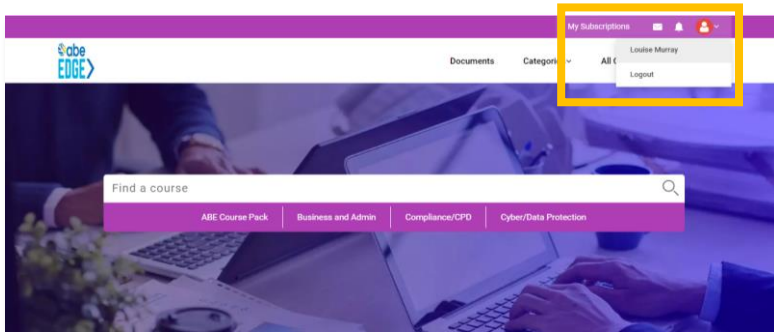 My Subscriptions
Louise Murray
Logout
abe
EDGE
Documents
Categories
All
Find a course
ABE Course Pack
Business and Admin
Compliance/CPD
Cyber/Data Protection